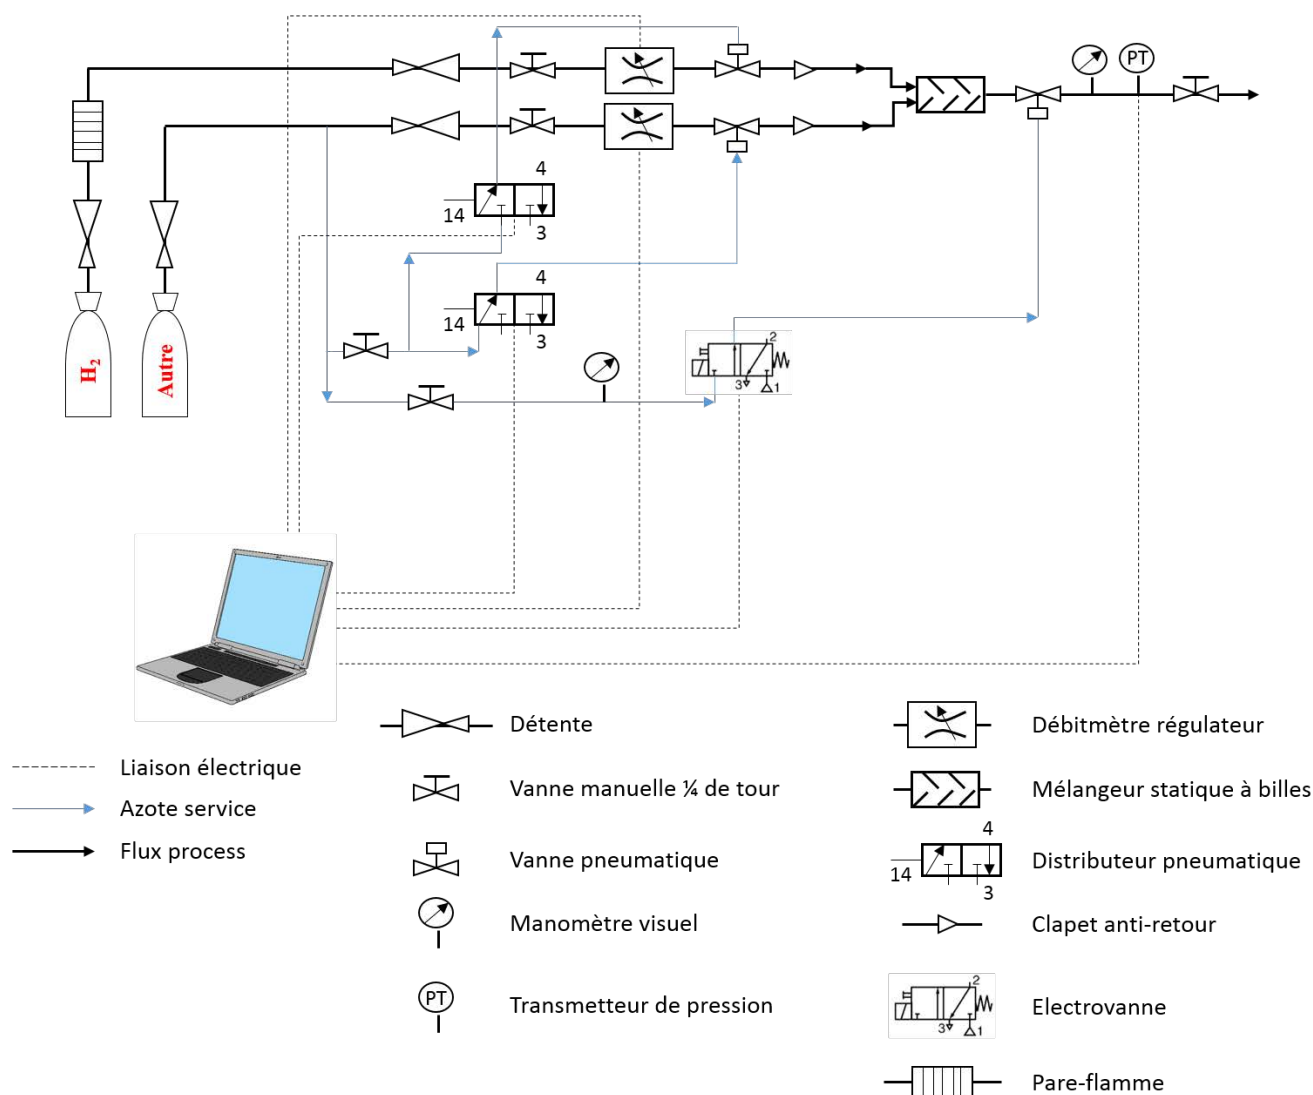 PT
4
14
3
4
14
3
2
3
1
H₂
Autre
Détente
Débitmètre régulateur
Liaison électrique
Vanne manuelle ¼ de tour
Mélangeur statique à billes
Azote service
4
Flux process
Vanne pneumatique
14
Distributeur pneumatique
3
Manomètre visuel
Clapet anti-retour
PT
Transmetteur de pression
2
3
1
Electrovanne
Pare-flamme